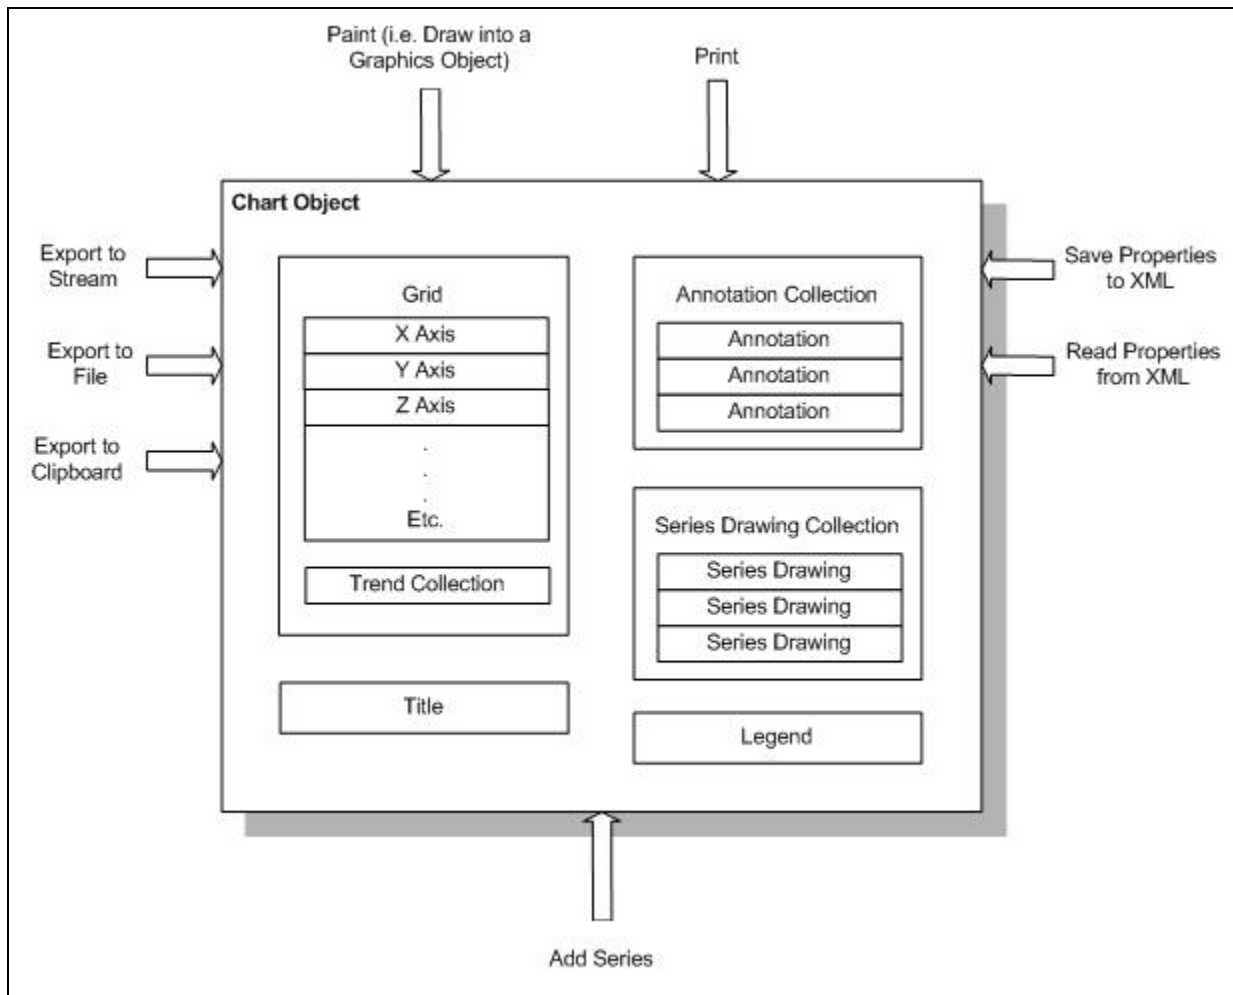 Paint (i.e. Draw into a
Graphics Object)
Print
Chart Object
Export to
Stream
Export to
File
Export to
Clipboard
Grid
X Axis
Y Axis
Z Axis
.
.
.
Etc.
Trend Collection
Title
Annotation Collection
Annotation
Annotation
Annotation
Series Drawing Collection
Series Drawing
Series Drawing
Series Drawing
Legend
Save Properties
to XML
Read Properties
from XML
Add Series